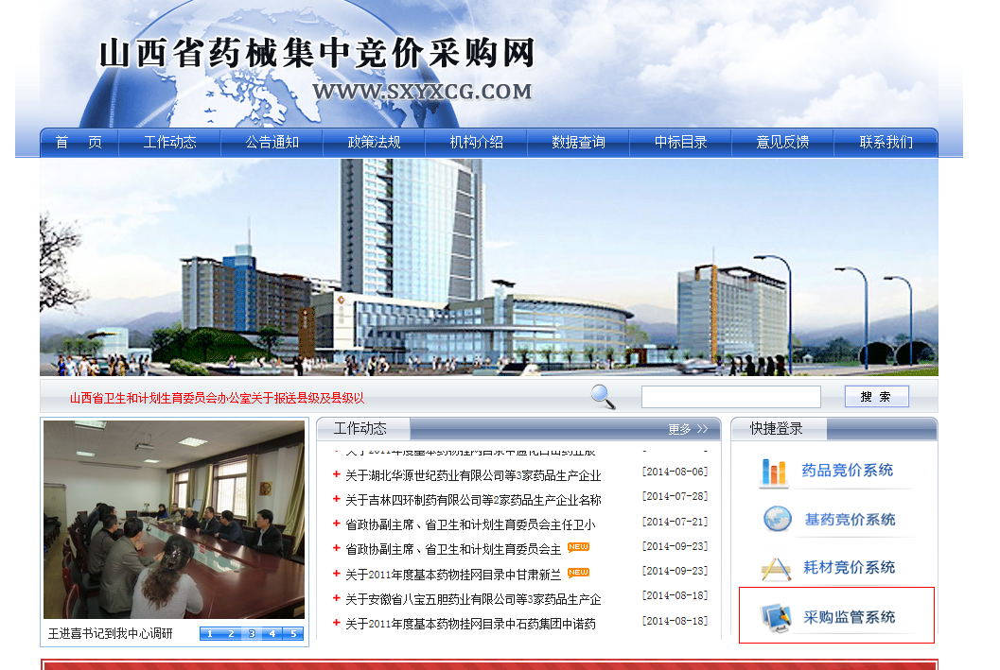 山西省药械集中竞价采购网
WWW.SXYXCG.COM
首 页 工作动态 公告通知 政策法规 机构介绍 数据查询 中标目录 意见反馈 联系我们
山西省卫生和计划生育委员会办公室关于报送县级及县级以
搜 索
工作动态 更多 >>
快捷登录
关于湖北华源世纪药业有限公司等3家药品生产企业 [2014-08-06]
关于吉林四环制药有限公司等2家药品生产企业名称 [2014-07-28]
省政协副主席、省卫生和计划生育委员会主任卫小 [2014-07-21]
省政协副主席、省卫生和计划生育委员会主 NEW [2014-09-23]
关于2011年度基本药物挂网目录中甘肃新兰 NEW [2014-09-23]
关于安徽省八宝五胆药业有限公司等3家药品生产企 [2014-08-18]
关于2011年度基本药物挂网目录中石药集团中诺药 [2014-08-18]
药品竞价系统
基药竞价系统
耗材竞价系统
采购监管系统
王进喜书记到我中心调研 1 2 3 4 5